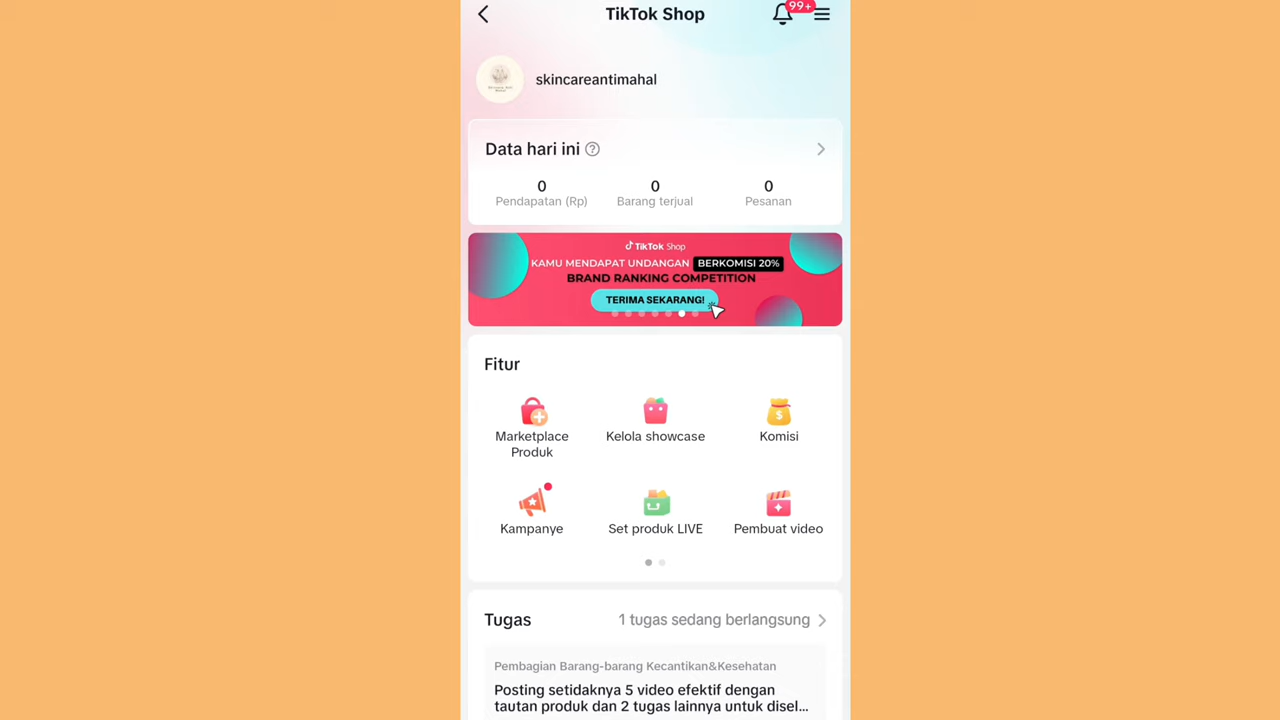 TikTok Shop
99+
skincareantimahal
Data hari ini ?
0 0 0
Pendapatan (Rp) Barang terjual Pesanan
TikTok Shop
KAMU MENDAPAT UNDANGAN BERKOMISI 20%
BRAND RANKING COMPETITION
TERIMA SEKARANG!
Fitur
Marketplace Produk
Kelola showcase
Komisi
Kampanye
Set produk LIVE
Pembuat video
Tugas
1 tugas sedang berlangsung
Pembagian Barang-barang Kecantikan&Kesehatan
Posting setidaknya 5 video efektif dengan
tautan produk dan 2 tugas lainnya untuk disel...